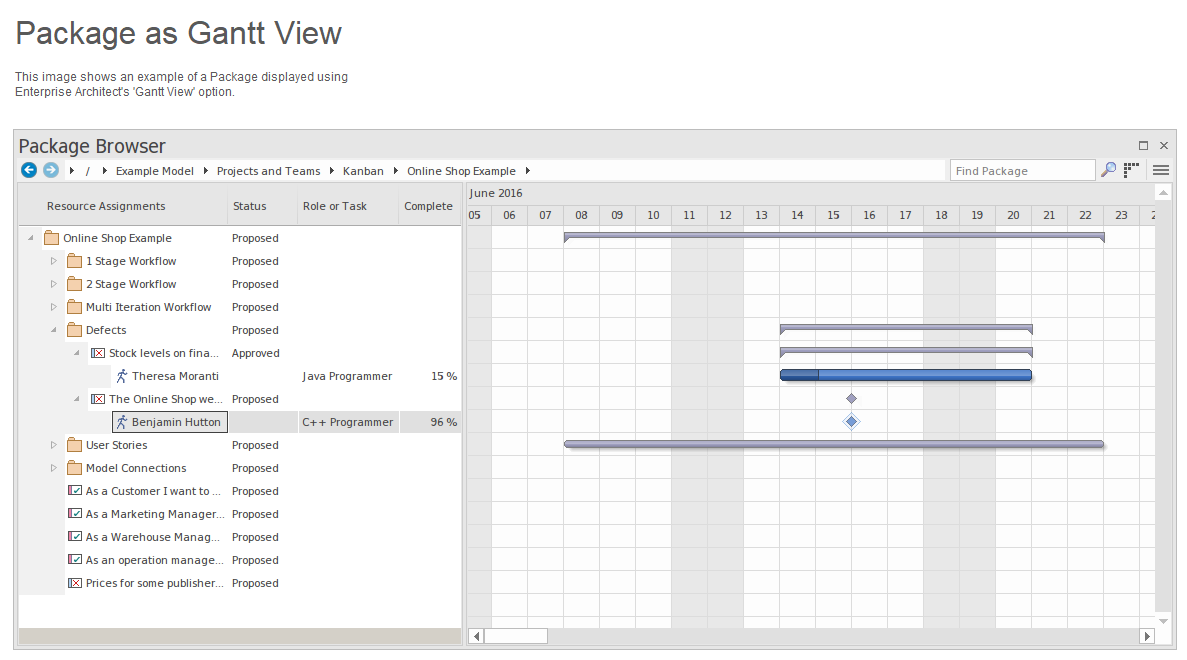 Package as Gantt View
This image shows an example of a Package displayed using
Enterprise Architect's 'Gantt View' option.
Package Browser
/ Example Model Projects and Teams Kanban Online Shop Example Find Package
June 2016
Resource Assignments Status Role or Task Complete
05 06 07 08 09 10 11 12 13 14 15 16 17 18 19 20 21 22 23 2
Online Shop Example Proposed
1 Stage Workflow Proposed
2 Stage Workflow Proposed
Multi Iteration Workflow Proposed
Defects Proposed
Stock levels on fina... Approved
Theresa Moranti Java Programmer 15 %
The Online Shop we... Proposed
Benjamin Hutton C++ Programmer 96 %
User Stories Proposed
Model Connections Proposed
As a Customer I want to ... Proposed
As a Marketing Manager... Proposed
As a Warehouse Manag... Proposed
As an operation manage... Proposed
Prices for some publisher... Proposed